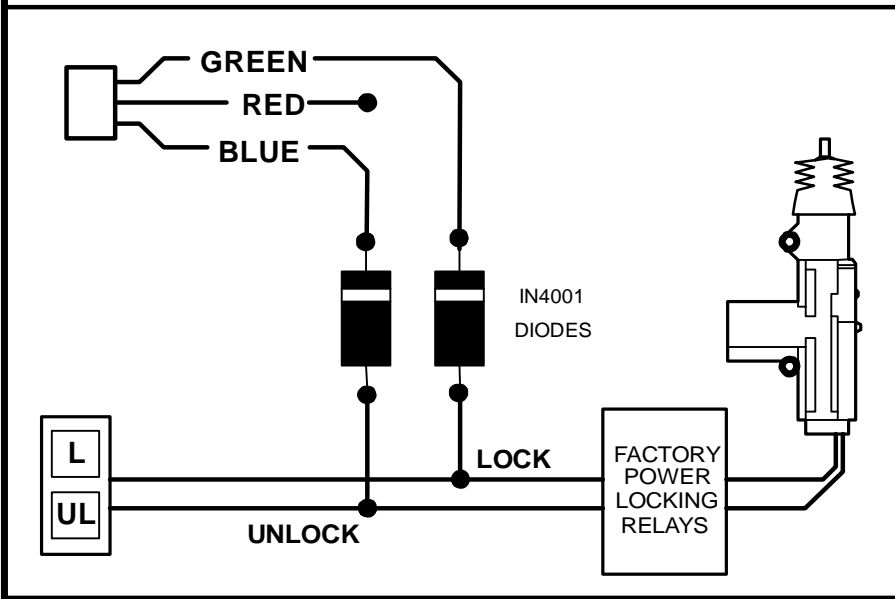 GREEN
RED
BLUE
IN4001
DIODES
L
LOCK
UL
UNLOCK
FACTORY
POWER
LOCKING
RELAYS